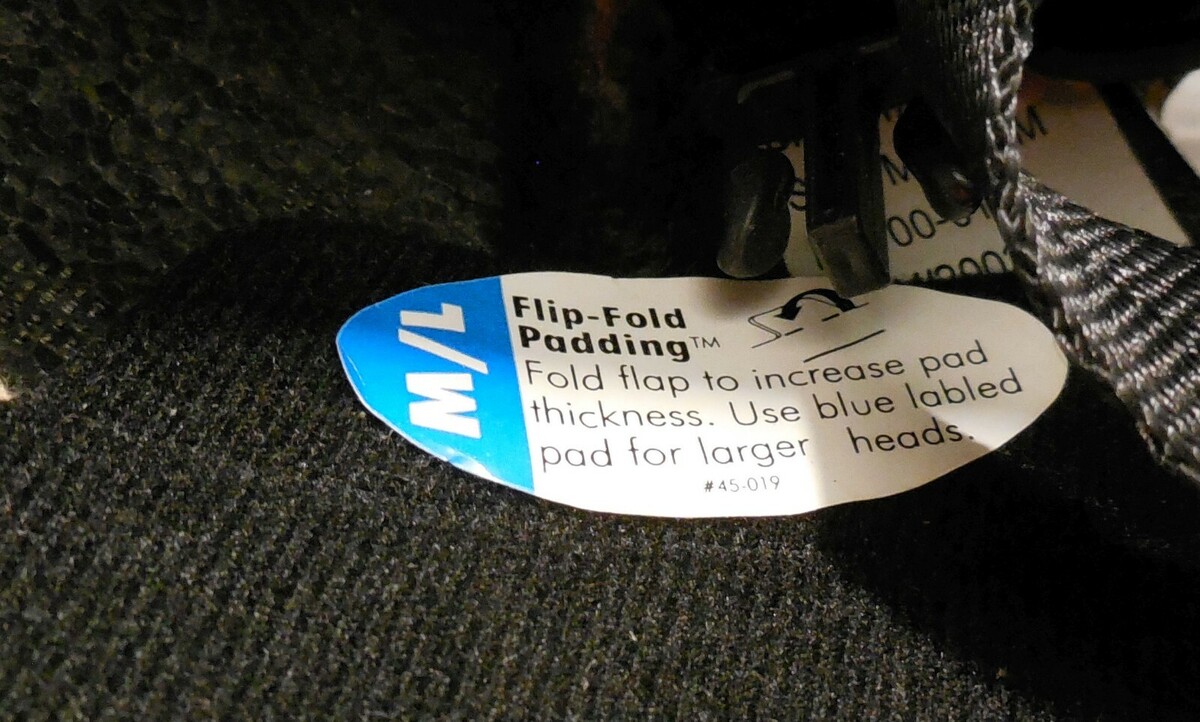 M/L
Flip-Fold
Padding™
Fold flap to increase pad
thickness. Use blue labled
pad for larger heads.
#45-019
M